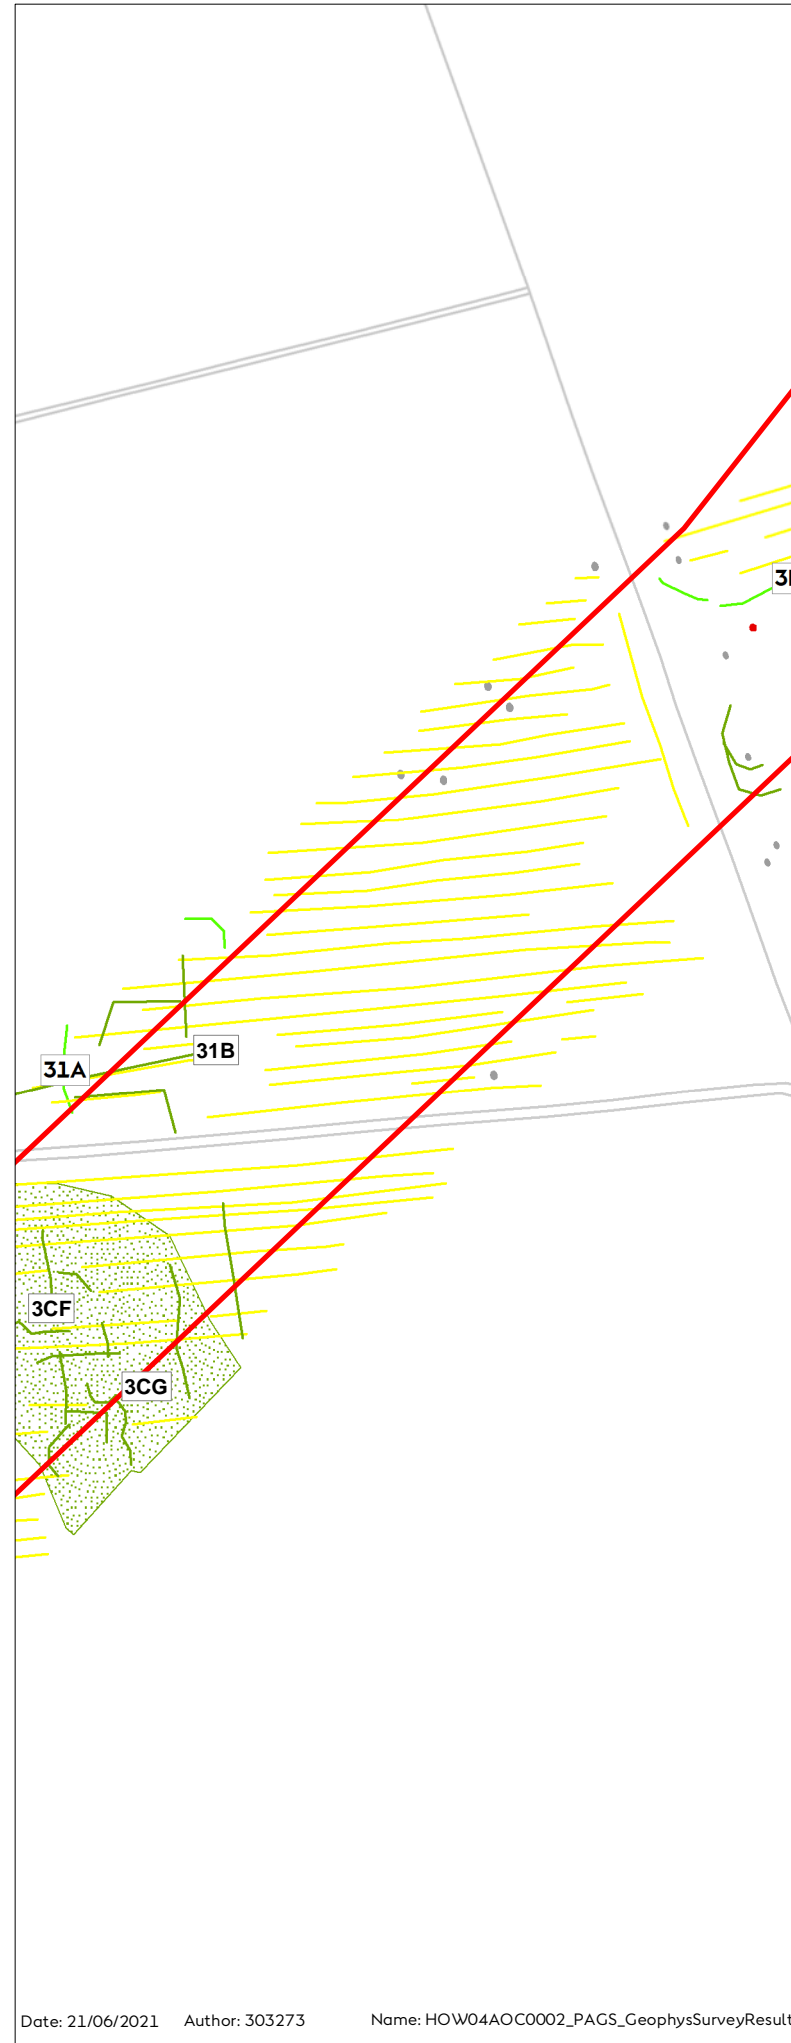 31B
31A
3CF
3CG
Date: 21/06/2021 Author: 303273 Name: HOW04AOC0002_PAGS_GeophysSurveyResult